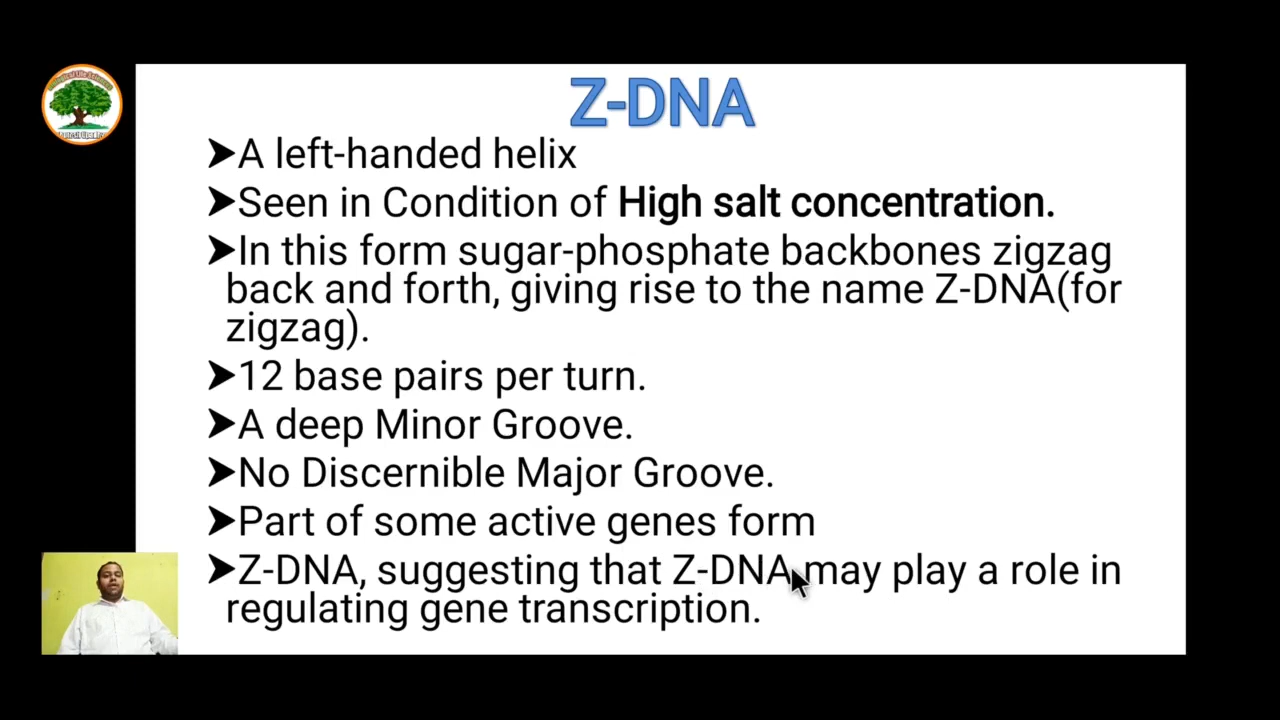 Z-DNA
➤A left-handed helix
➤Seen in Condition of High salt concentration.
➤In this form sugar-phosphate backbones zigzag
back and forth, giving rise to the name Z-DNA(for
zigzag).
➤12 base pairs per turn.
➤A deep Minor Groove.
➤No Discernible Major Groove.
➤Part of some active genes form
➤Z-DNA, suggesting that Z-DNA may play a role in
regulating gene transcription.